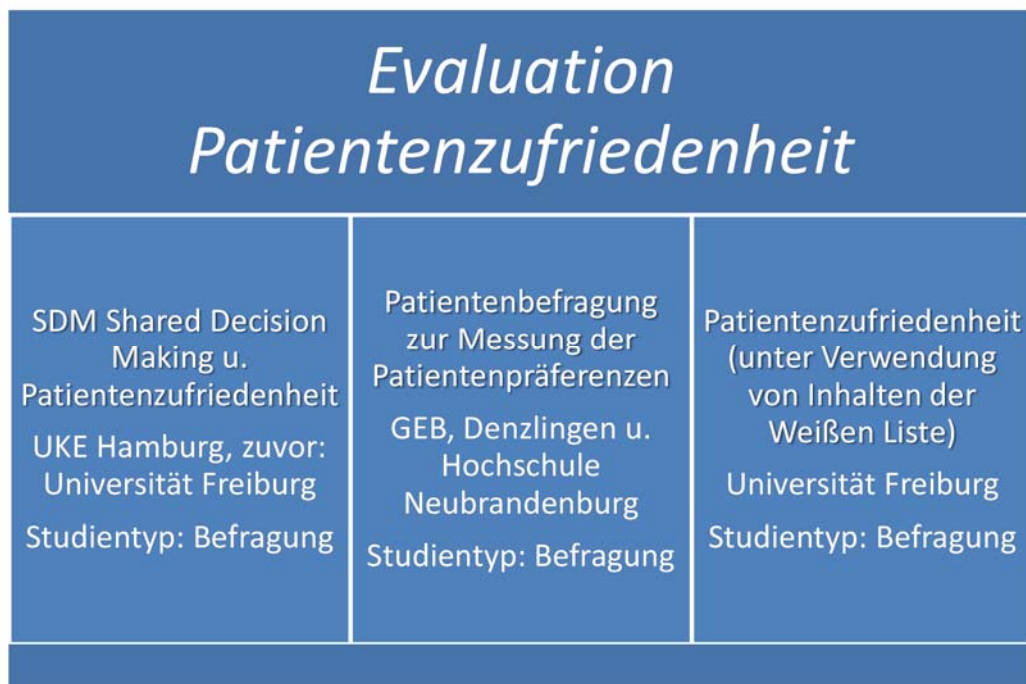 Evaluation
Patientenzufriedenheit
SDM Shared Decision
Making u.
Patientenzufriedenheit
UKE Hamburg, zuvor:
Universität Freiburg
Studientyp: Befragung
Patientenbefragung
zur Messung der
Patientenpräferenzen
GEB, Denzlingen u.
Hochschule
Neubrandenburg
Studientyp: Befragung
Patientenzufriedenheit
(unter Verwendung
von Inhalten der
Weißen Liste)
Universität Freiburg
Studientyp: Befragung